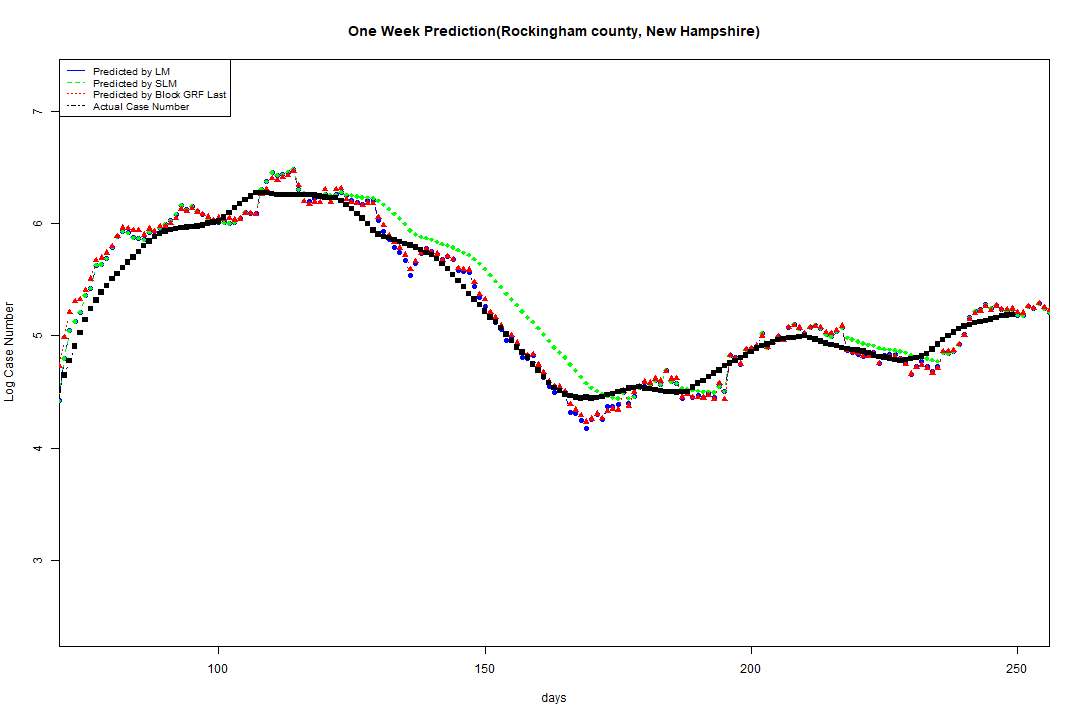 One Week Prediction(Rockingham county, New Hampshire)
Predicted by LM
Predicted by SLM
Predicted by Block GRF Last
Actual Case Number
7
6
5
4
3
Log Case Number
100 150 200 250
days